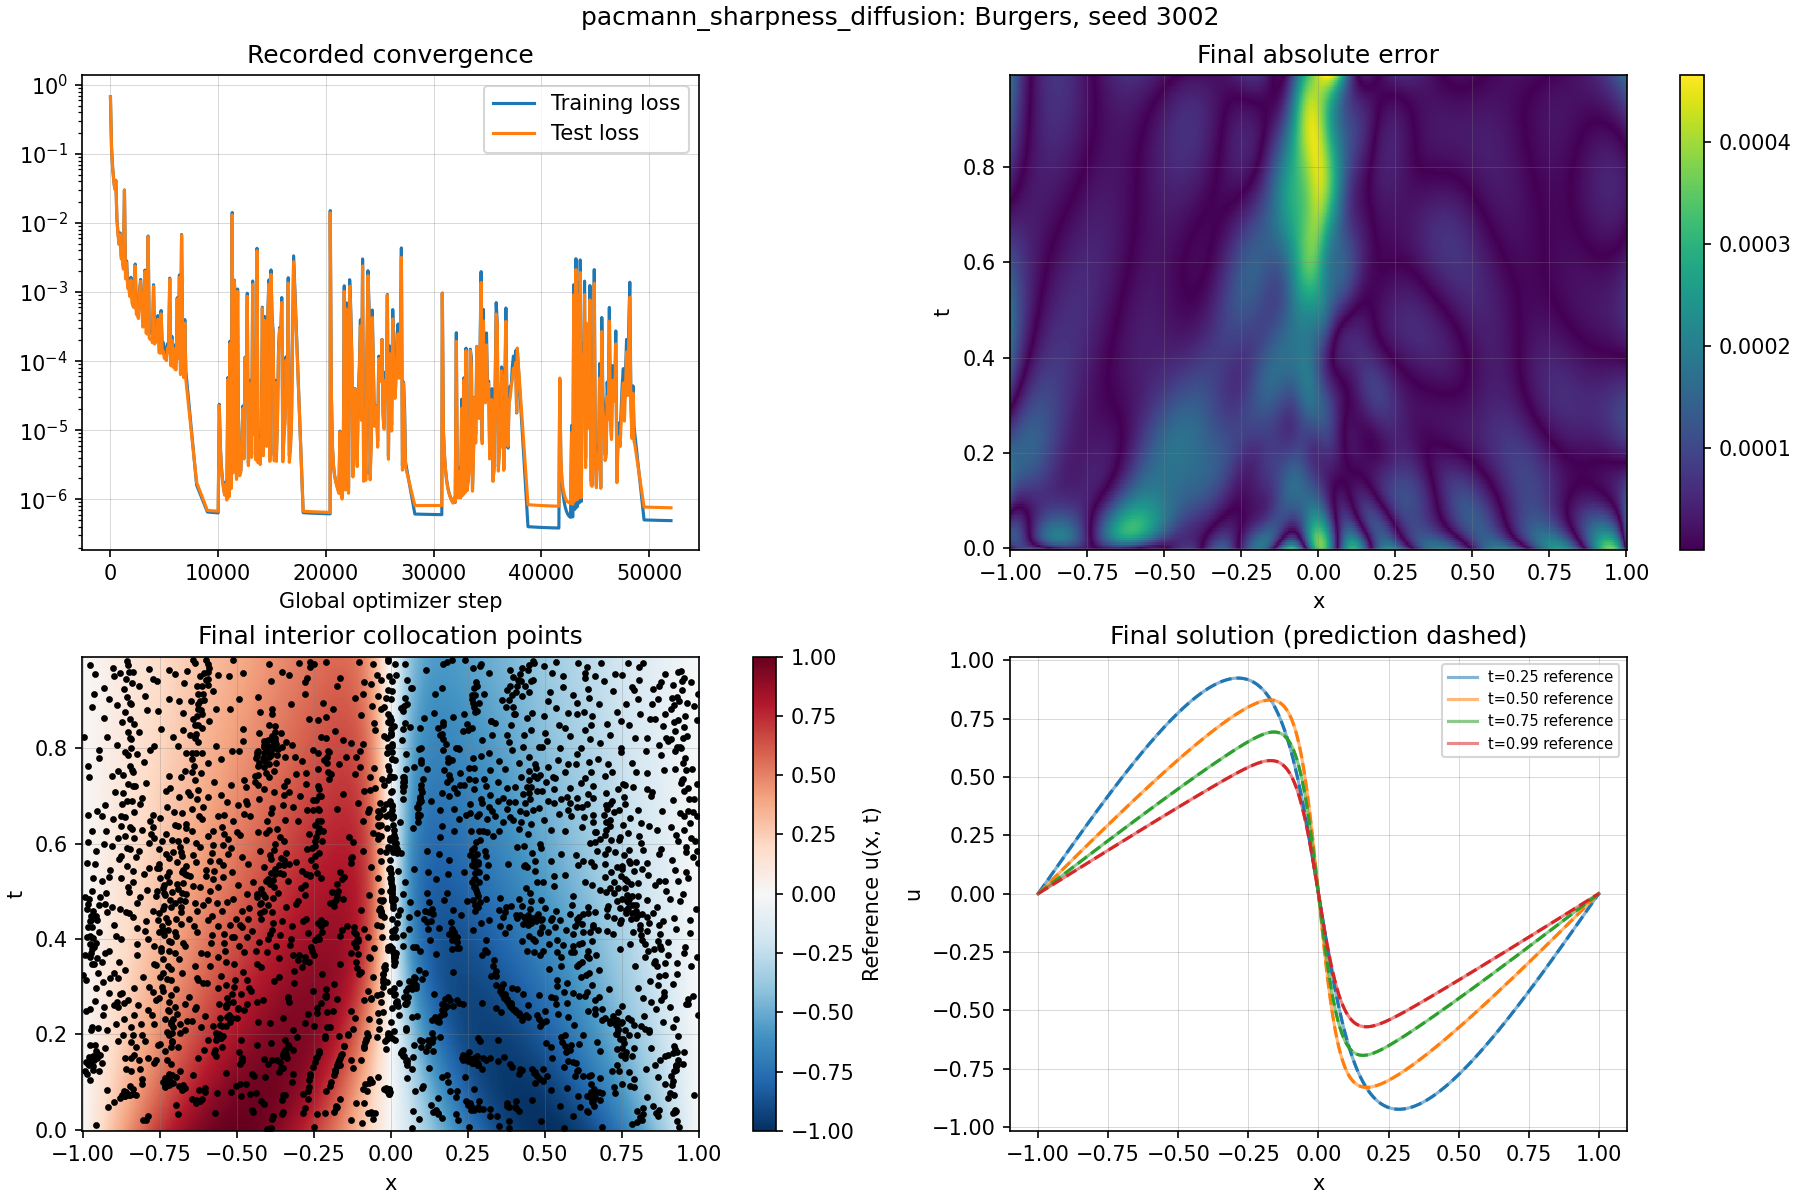 pacmann_sharpness_diffusion: Burgers, seed 3002
Recorded convergence
10⁰
10⁻¹
10⁻²
10⁻³
10⁻⁴
10⁻⁵
10⁻⁶
Training loss
Test loss
0 10000 20000 30000 40000 50000
Global optimizer step
Final absolute error
t
0.8
0.6
0.4
0.2
0.0
−1.00 −0.75 −0.50 −0.25 0.00 0.25 0.50 0.75 1.00
x
0.0004
0.0003
0.0002
0.0001
Final interior collocation points
t
0.8
0.6
0.4
0.2
0.0
−1.00 −0.75 −0.50 −0.25 0.00 0.25 0.50 0.75 1.00
x
1.00
0.75
0.50
0.25
0.00
−0.25
−0.50
−0.75
−1.00
Reference u(x, t)
Final solution (prediction dashed)
u
1.00
0.75
0.50
0.25
0.00
−0.25
−0.50
−0.75
−1.00
t=0.25 reference
t=0.50 reference
t=0.75 reference
t=0.99 reference
−1.00 −0.75 −0.50 −0.25 0.00 0.25 0.50 0.75 1.00
x